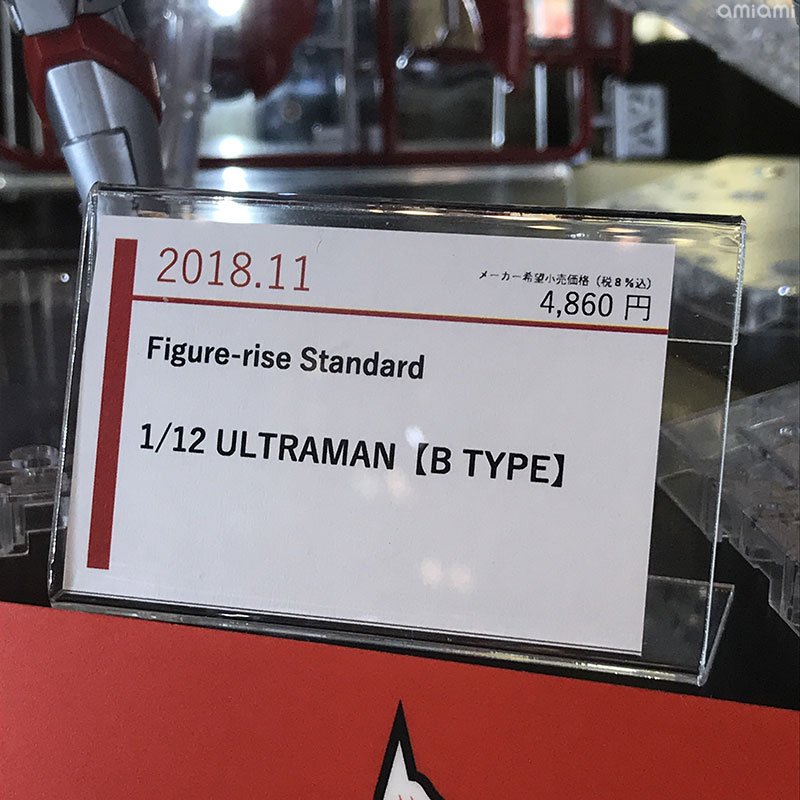 amiami
2018.11
メーカー希望小売価格（税8%込）
4,860 円
Figure-rise Standard
1/12 ULTRAMAN【B TYPE】